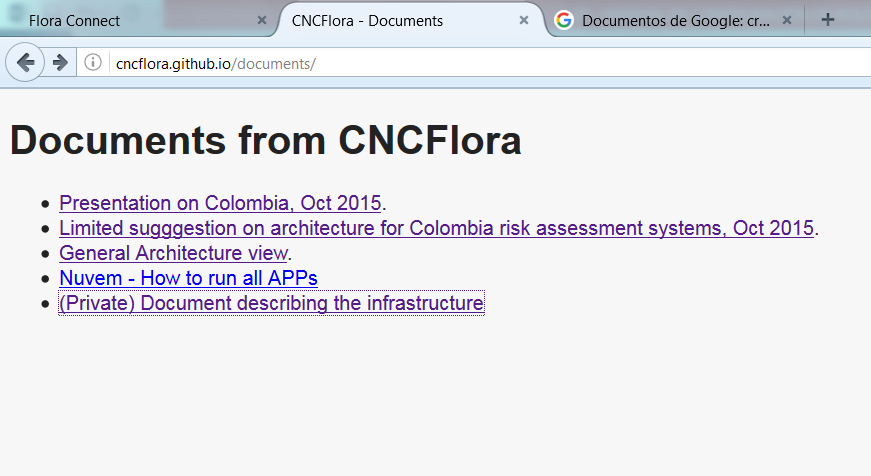 Flora Connect
CNCFlora - Documents
Documentos de Google: cr...
cncflora.github.io/documents/
Documents from CNCFlora
Presentation on Colombia, Oct 2015.
Limited sugggestion on architecture for Colombia risk assessment systems, Oct 2015.
General Architecture view.
Nuvem - How to run all APPs
(Private) Document describing the infrastructure